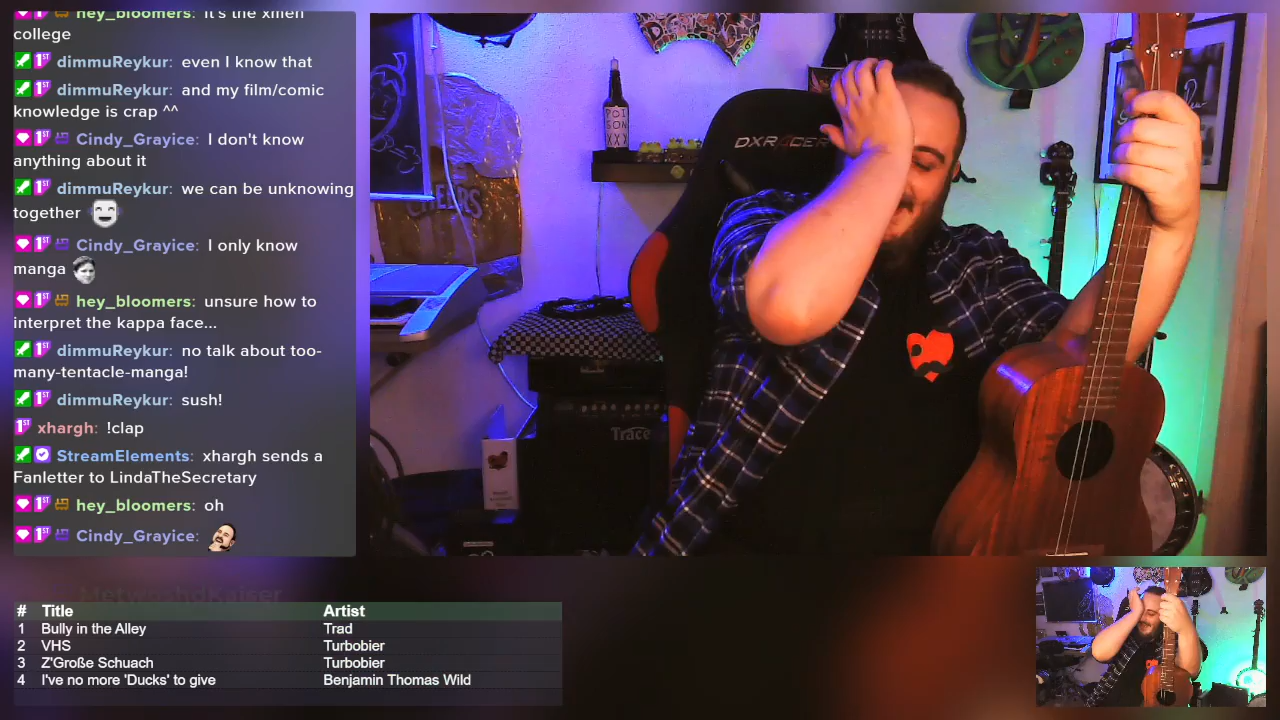 hey_bloomers: it's the xmen
college
dimmuReykur: even I know that
dimmuReykur: and my film/comic
knowledge is crap ^^
Cindy_Grayice: I don't know
anything about it
dimmuReykur: we can be unknowing
together
Cindy_Grayice: I only know
manga
hey_bloomers: unsure how to
interpret the kappa face...
dimmuReykur: no talk about too-
many-tentacle-manga!
dimmuReykur: sush!
xhargh: !clap
StreamElements: xhargh sends a
Fanletter to LindaTheSecretary
hey_bloomers: oh
Cindy_Grayice:
POI
SON
XXX
DXRACER
CHEERS
Trace
# Title Artist
1 Bully in the Alley Trad
2 VHS Turbobier
3 Z'Große Schuach Turbobier
4 I've no more 'Ducks' to give Benjamin Thomas Wild